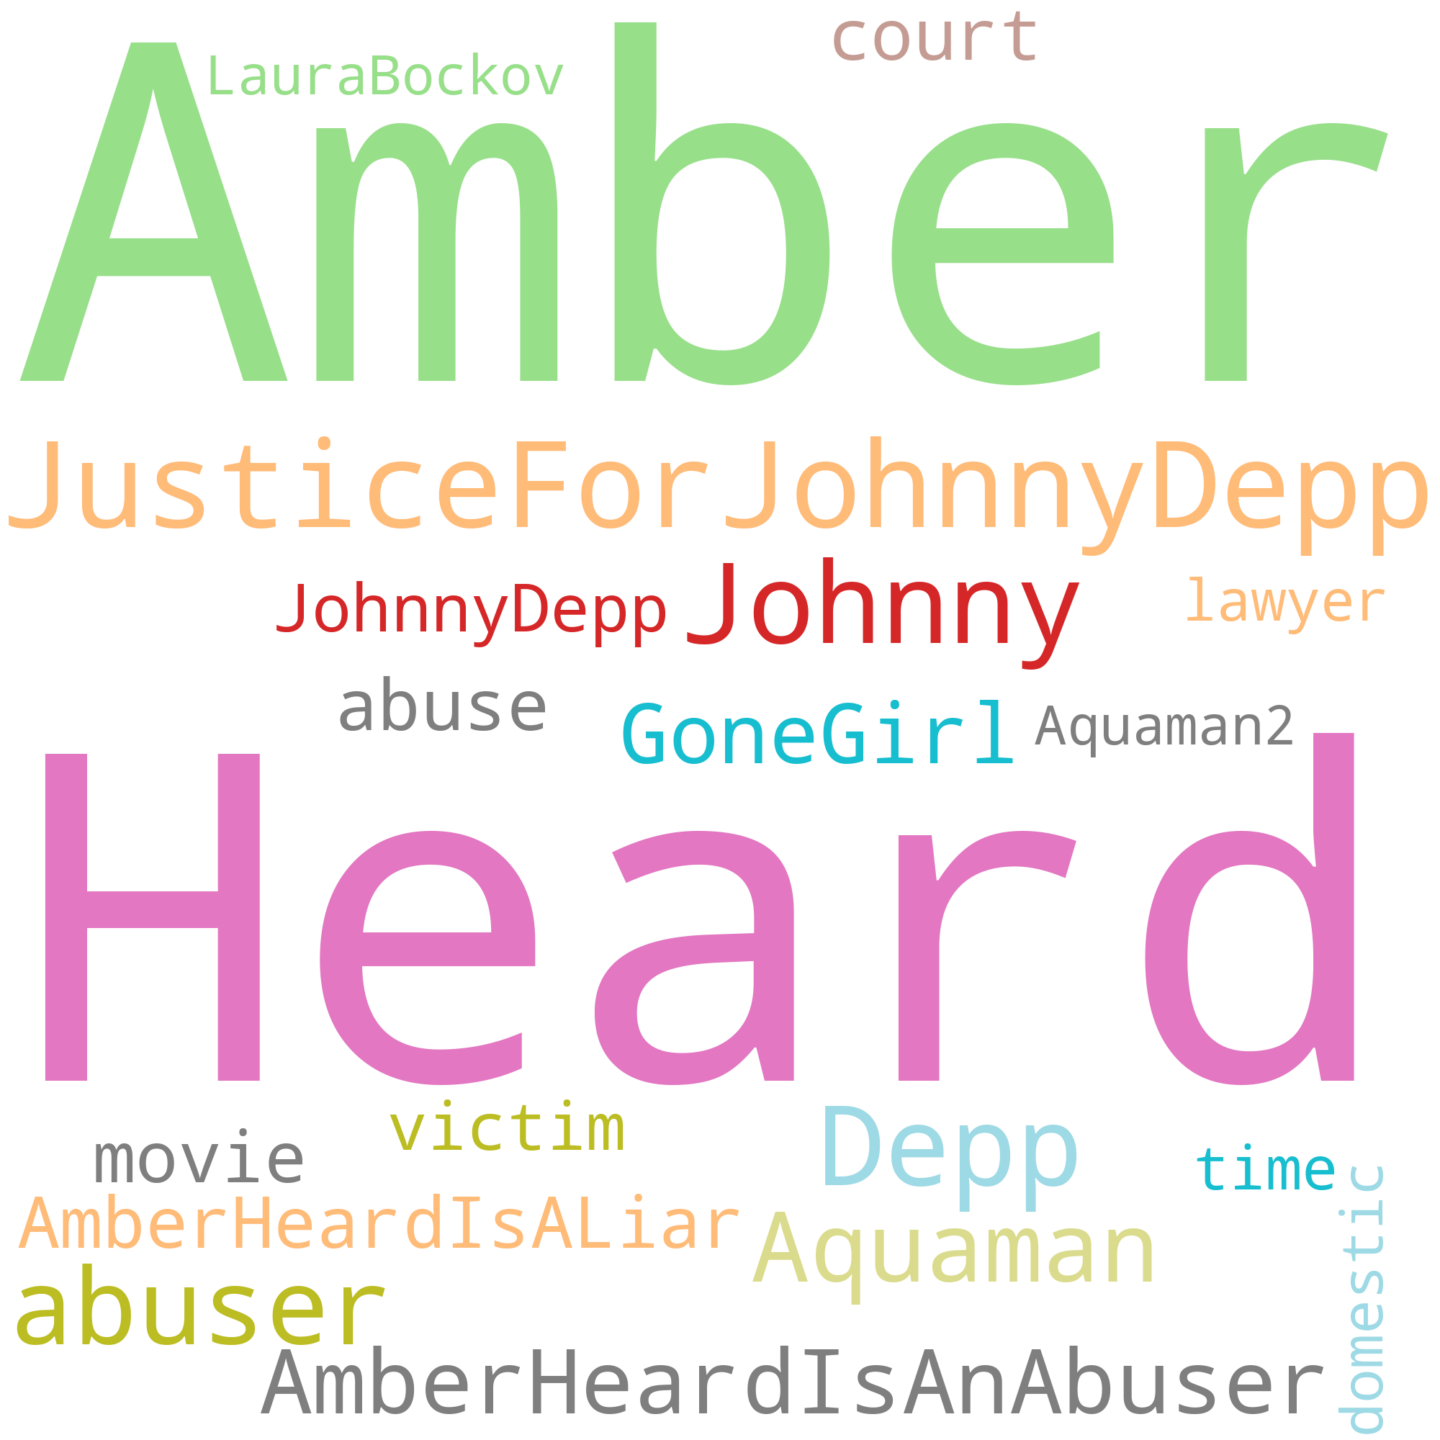 court
LauraBockov
Amber
JusticeForJohnnyDepp
JohnnyDepp Johnny lawyer
abuse GoneGirl Aquaman2
Heard
victim Depp
movie time
AmberHeardIsALiar Aquaman
domestic
abuser
AmberHeardIsAnAbuser